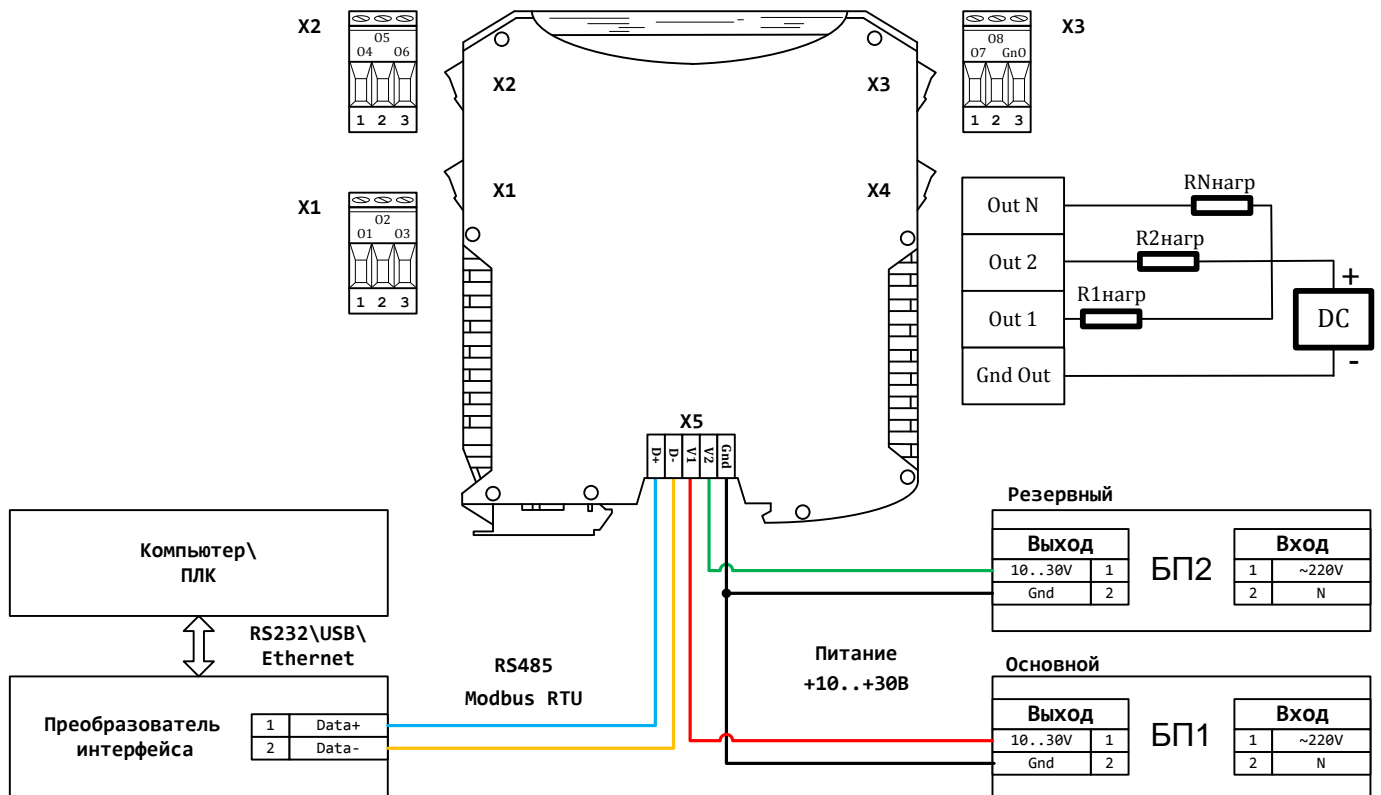 X2
O5
O4 O6
1 2 3
X1
O2
O1 O3
1 2 3
X2
X3
X1
X4
X3
O8
O7 GnO
1 2 3
Out N
Out 2
Out 1
Gnd Out
RNнагр
R2нагр
R1нагр
+
DC
-
X5
D+
D-
V1
V2
Gnd
Компьютер\
ПЛК
RS232\USB\
Ethernet
Преобразователь
интерфейса
1 Data+
2 Data-
RS485
Modbus RTU
Питание
+10..+30В
Резервный
Выход
10..30V 1
Gnd 2
БП2
Вход
1 ~220V
2 N
Основной
Выход
10..30V 1
Gnd 2
БП1
Вход
1 ~220V
2 N